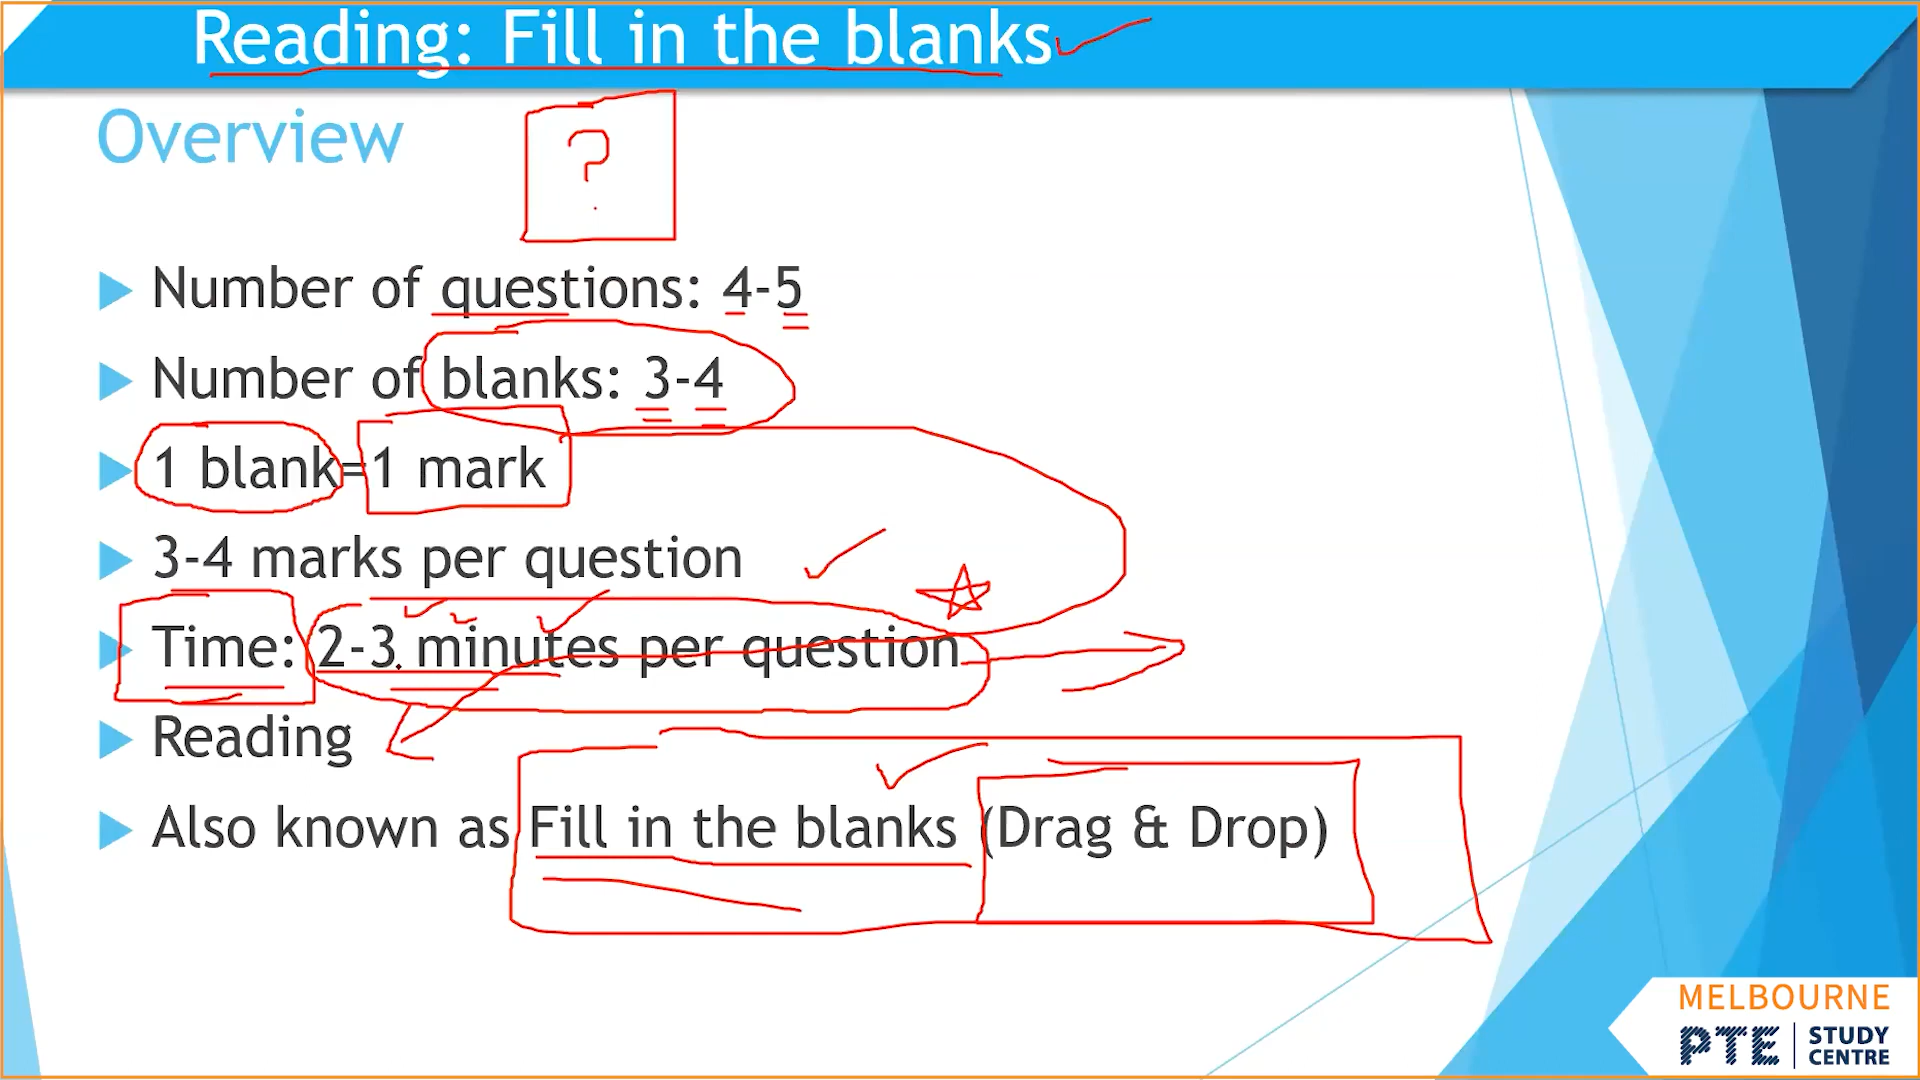 Reading: Fill in the blanks
Overview
?
Number of questions: 4-5
Number of blanks: 3-4
1 blank=1 mark
3-4 marks per question
Time: 2-3 minutes per question
Reading
Also known as Fill in the blanks (Drag & Drop)
MELBOURNE
PTE STUDY
CENTRE